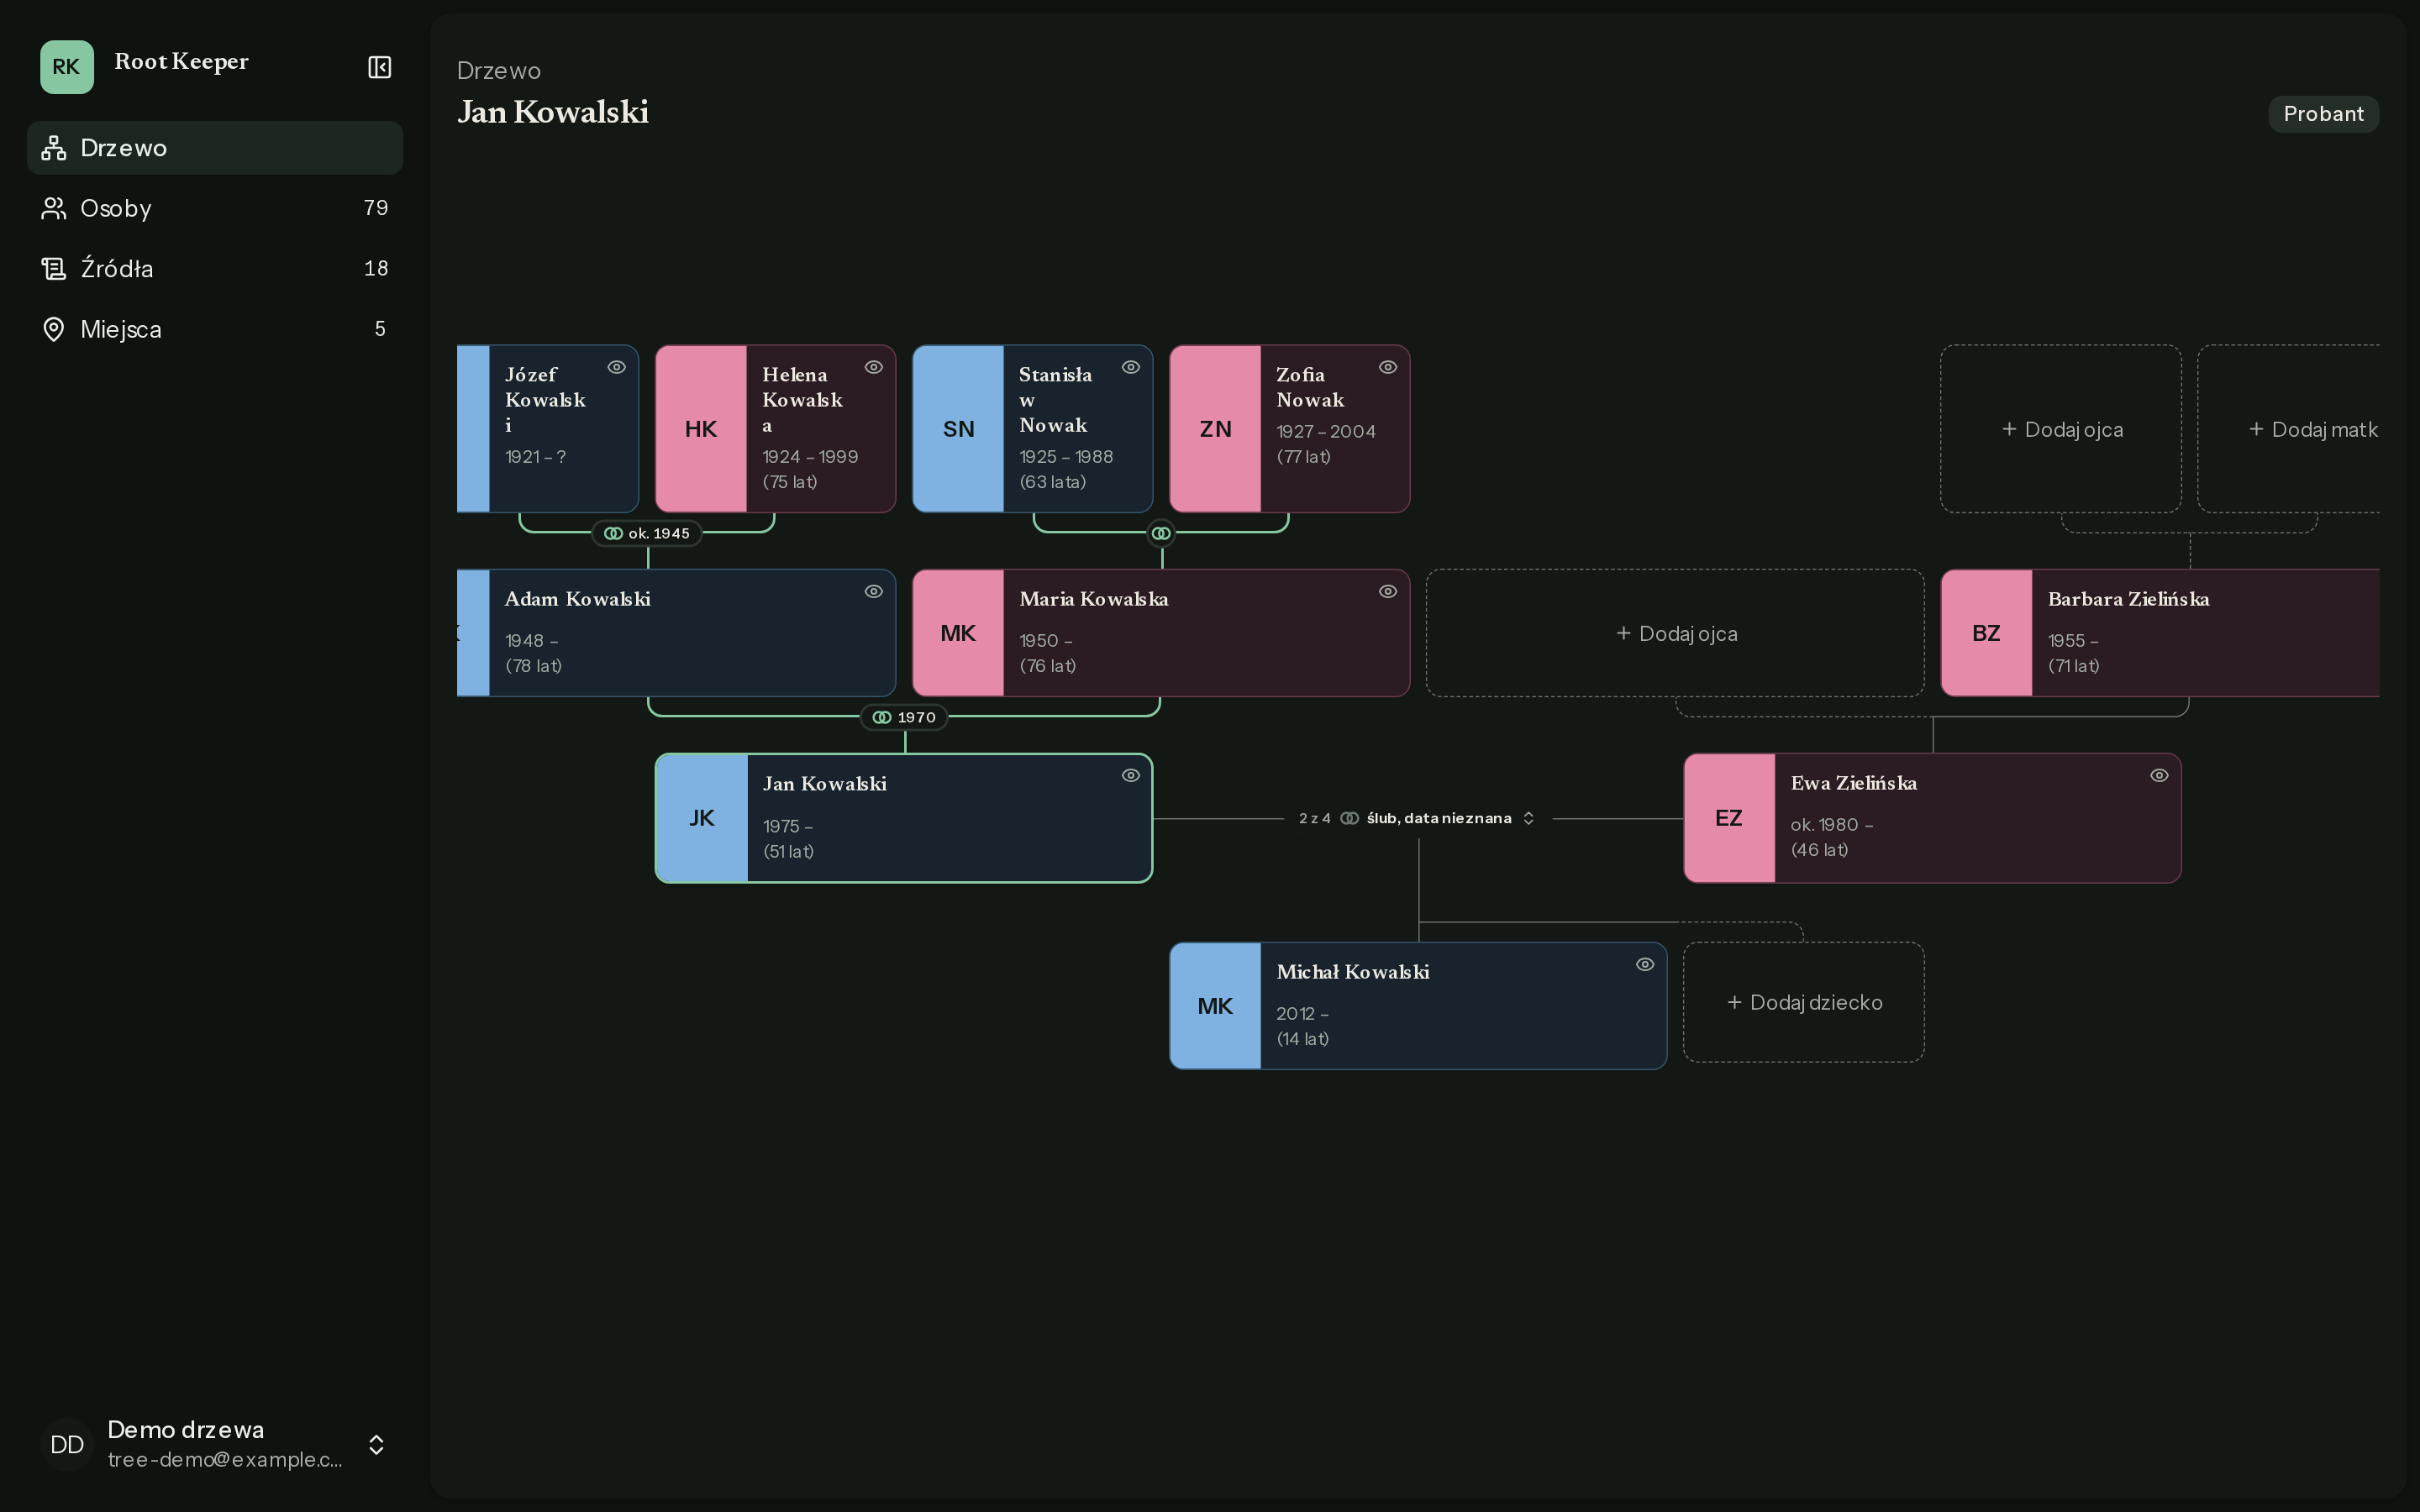 RK
Root Keeper
Drzewo
Osoby 79
Źródła 18
Miejsca 5
Demo drzewa
DD
tree-demo@example.c...
Drzewo
Jan Kowalski
Probant
Józef
Kowalsk
i
1921 – ?
HK
Helena
Kowalsk
a
1924 – 1999
(75 lat)
SN
Stanisła
w
Nowak
1925 – 1988
(63 lata)
ZN
Zofia
Nowak
1927 – 2004
(77 lat)
+ Dodaj ojca
+ Dodaj matk
ok. 1945
Adam Kowalski
1948 –
(78 lat)
MK
Maria Kowalska
1950 –
(76 lat)
+ Dodaj ojca
BZ
Barbara Zielińska
1955 –
(71 lat)
1970
JK
Jan Kowalski
1975 –
(51 lat)
2 z 4 ślub, data nieznana
EZ
Ewa Zielińska
ok. 1980 –
(46 lat)
MK
Michał Kowalski
2012 –
(14 lat)
+ Dodaj dziecko